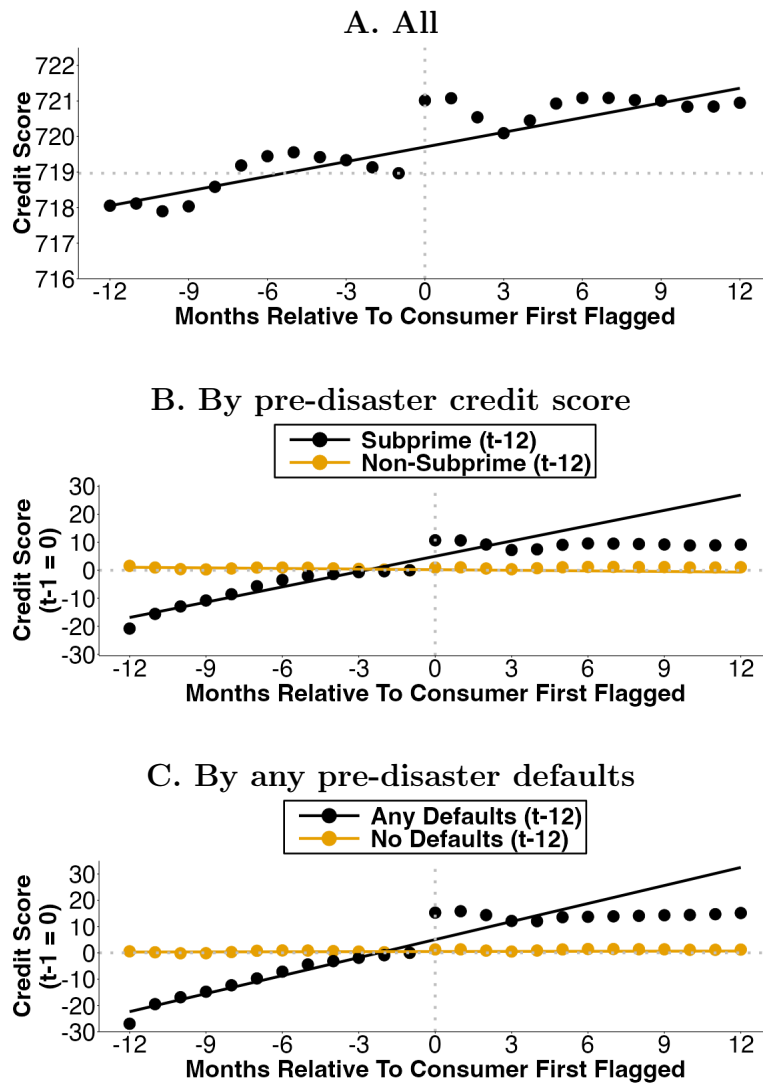 A. All
722
721
720
719
718
717
716
Credit Score
-12 -9 -6 -3 0 3 6 9 12
Months Relative To Consumer First Flagged
B. By pre-disaster credit score
Subprime (t-12)
Non-Subprime (t-12)
30
20
10
0
-10
-20
-30
Credit Score
(t-1 = 0)
-12 -9 -6 -3 0 3 6 9 12
Months Relative To Consumer First Flagged
C. By any pre-disaster defaults
Any Defaults (t-12)
No Defaults (t-12)
30
20
10
0
-10
-20
-30
Credit Score
(t-1 = 0)
-12 -9 -6 -3 0 3 6 9 12
Months Relative To Consumer First Flagged